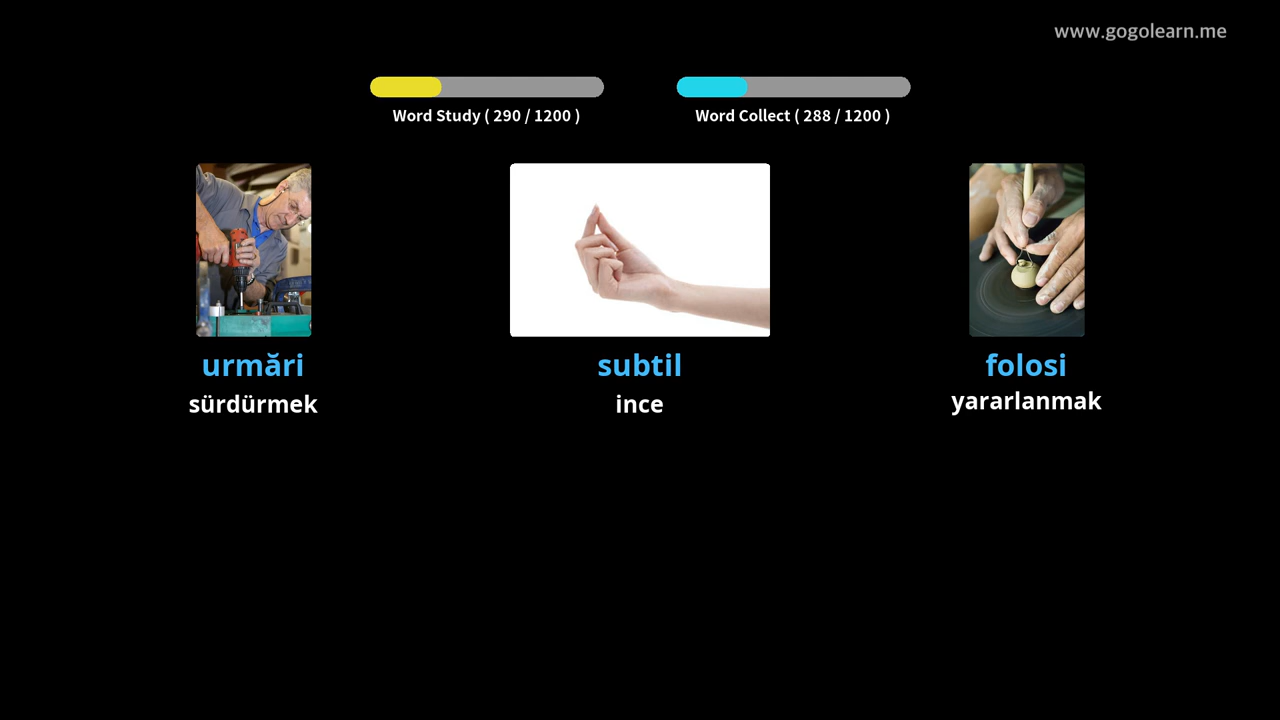 www.gogolearn.me
Word Study ( 290 / 1200 )
Word Collect ( 288 / 1200 )
urmări
subtil
folosi
sürdürmek
ince
yararlanmak